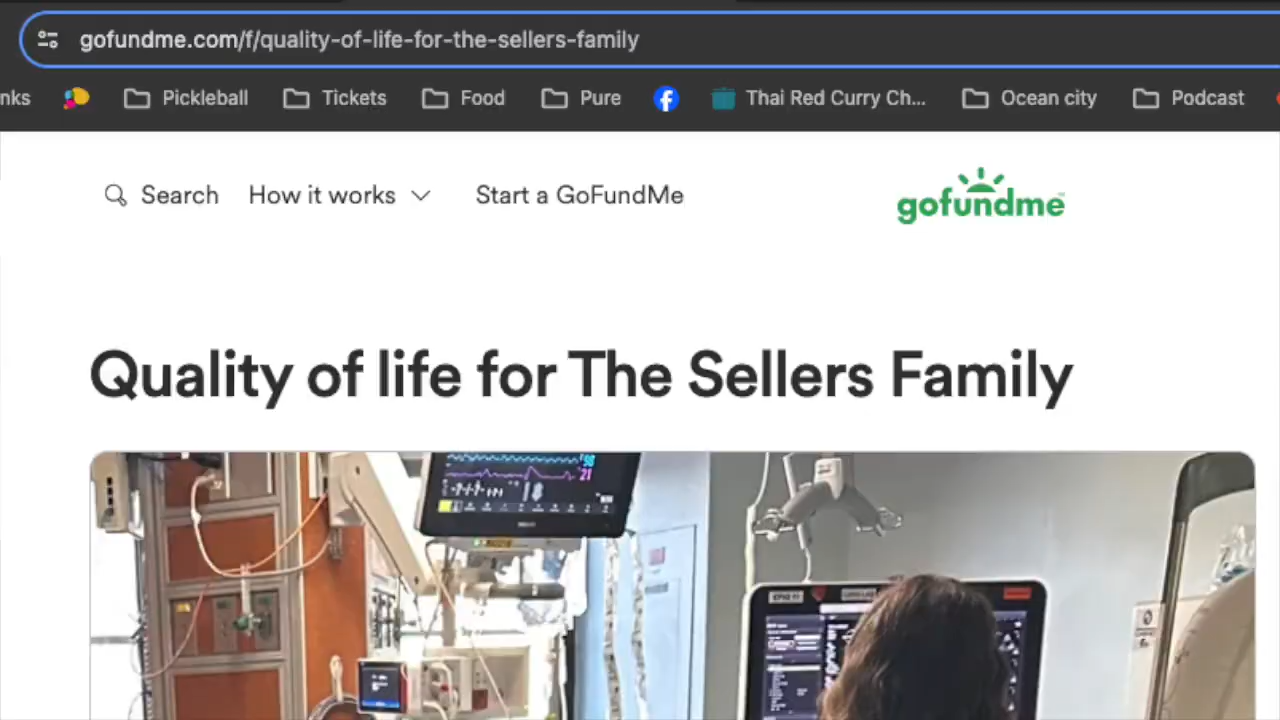 gofundme.com/f/quality-of-life-for-the-sellers-family
nks Pickleball Tickets Food Pure Thai Red Curry Ch... Ocean city Podcast
Search How it works Start a GoFundMe gofundme
Quality of life for The Sellers Family
21